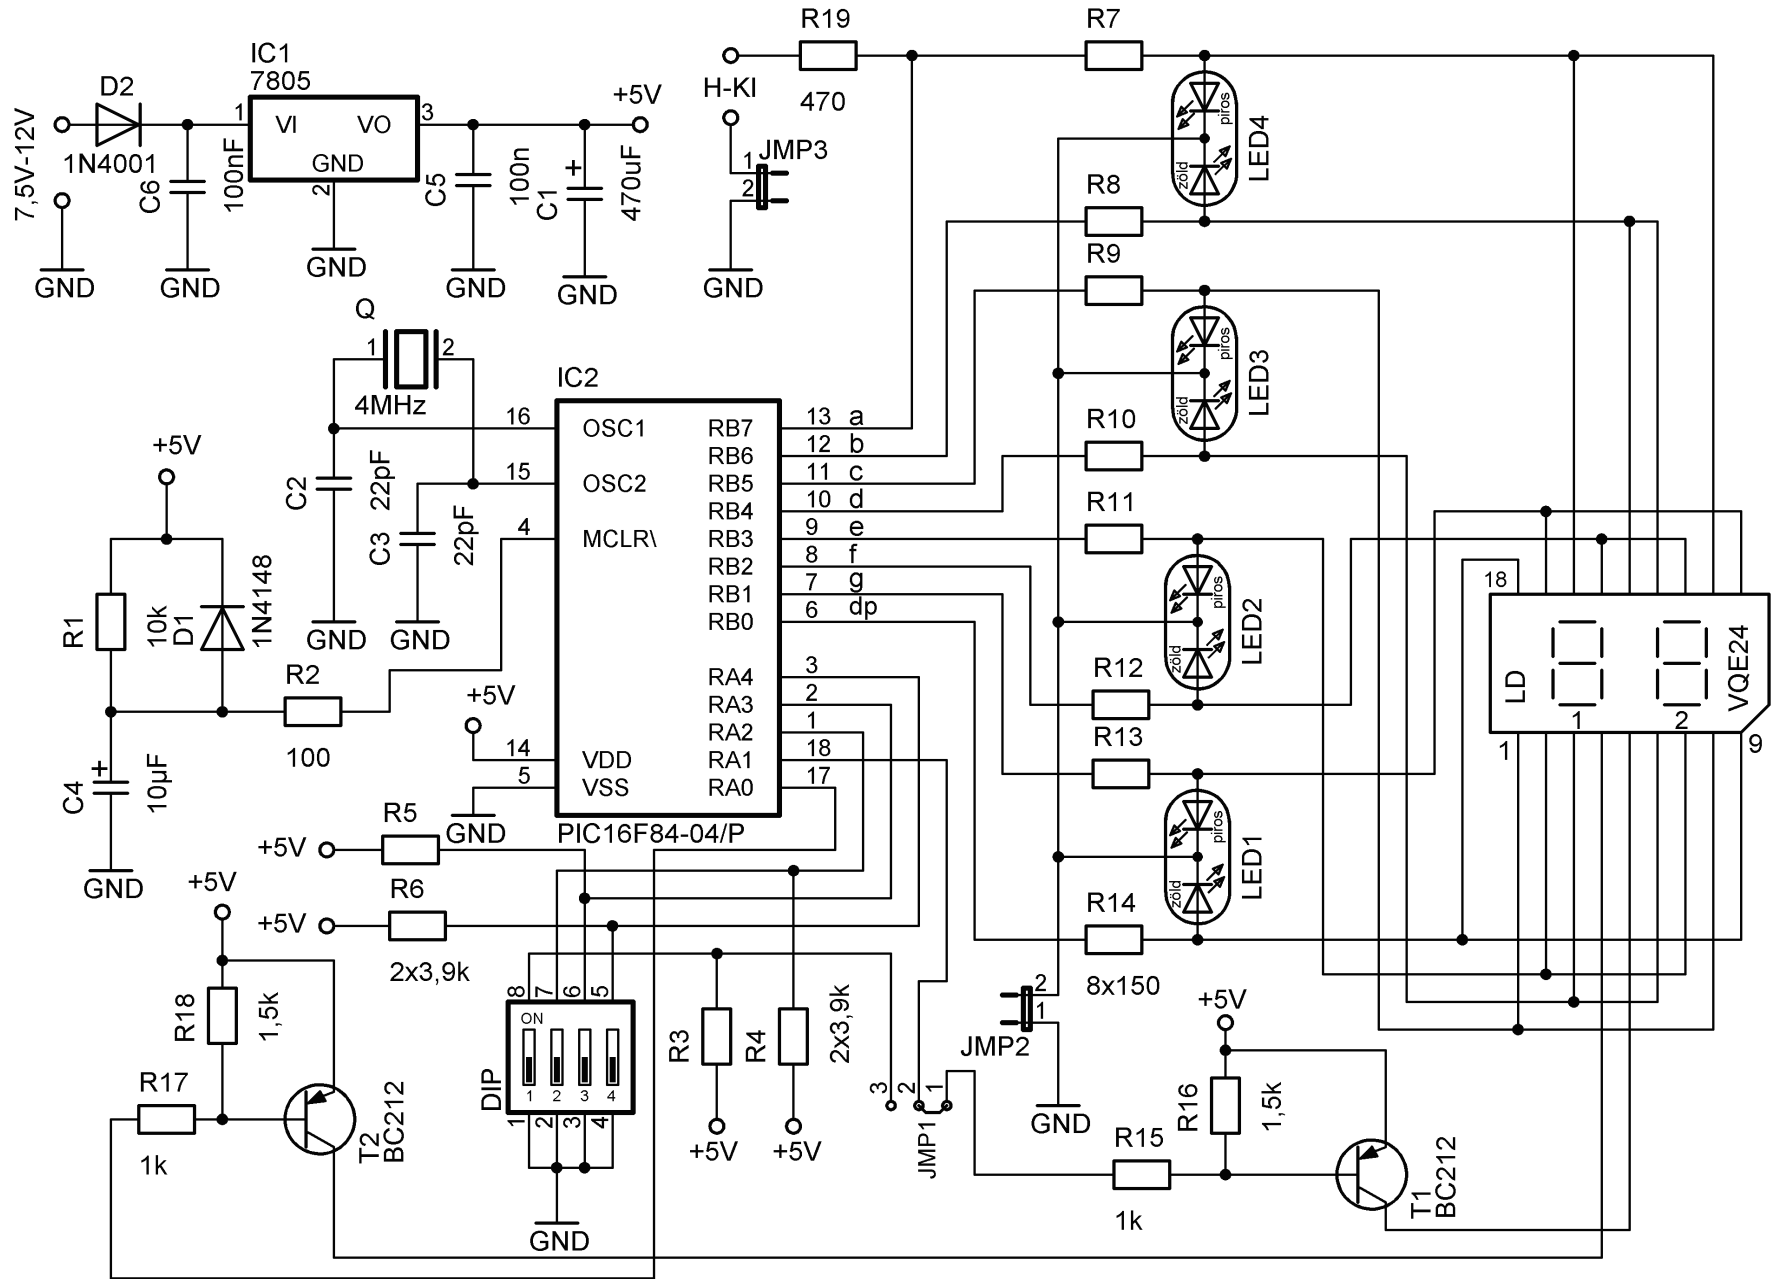 R19
R7
IC1
7805
D2
1
3
+5V
VI
VO
GND
2
7,5V-12V
1N4001
C6
100nF
C5
100n
C1
+
470uF
GND
GND
GND
GND
GND
H-KI
470
1
2
JMP3
GND
piros
zöld
LED4
R8
R9
Q
1
2
4MHz
IC2
piros
zöld
LED3
R10
R11
16
OSC1
RB7
13
a
RB6
12
b
15
OSC2
RB5
11
c
RB4
10
d
4
MCLR\
RB3
9
e
RB2
8
f
RB1
7
g
RB0
6
dp
RA4
3
RA3
2
RA2
1
14
VDD
RA1
18
5
VSS
RA0
17
PIC16F84-04/P
+5V
C2
22pF
C3
22pF
GND
GND
R1
10k
D1
1N4148
R2
100
+5V
GND
C4
+
10µF
GND
piros
zöld
LED2
R12
R13
18
LD
1
2
VQE24
1
9
piros
zöld
LED1
R14
8x150
R5
+5V
R6
+5V
2x3,9k
+5V
R18
1,5k
R17
1k
T2
BC212
8
7
6
5
ON
1
2
3
4
DIP
1
2
3
4
GND
R3
R4
2x3,9k
+5V
+5V
3
2
1
JMP1
2
1
JMP2
GND
+5V
R16
1,5k
R15
1k
T1
BC212